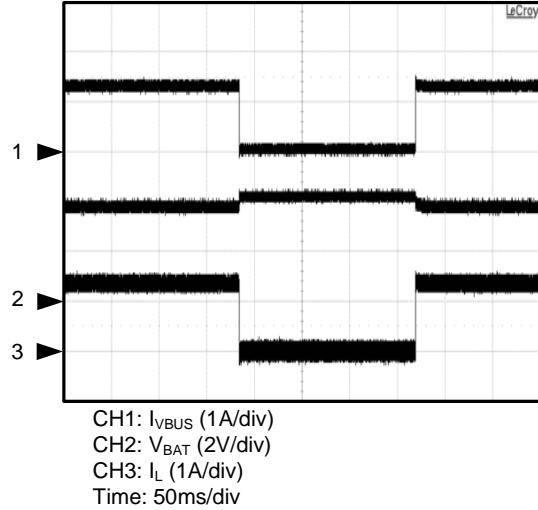 LeCroy
1
2
3
CH1: IVBUS (1A/div)
CH2: VBAT (2V/div)
CH3: IL (1A/div)
Time: 50ms/div